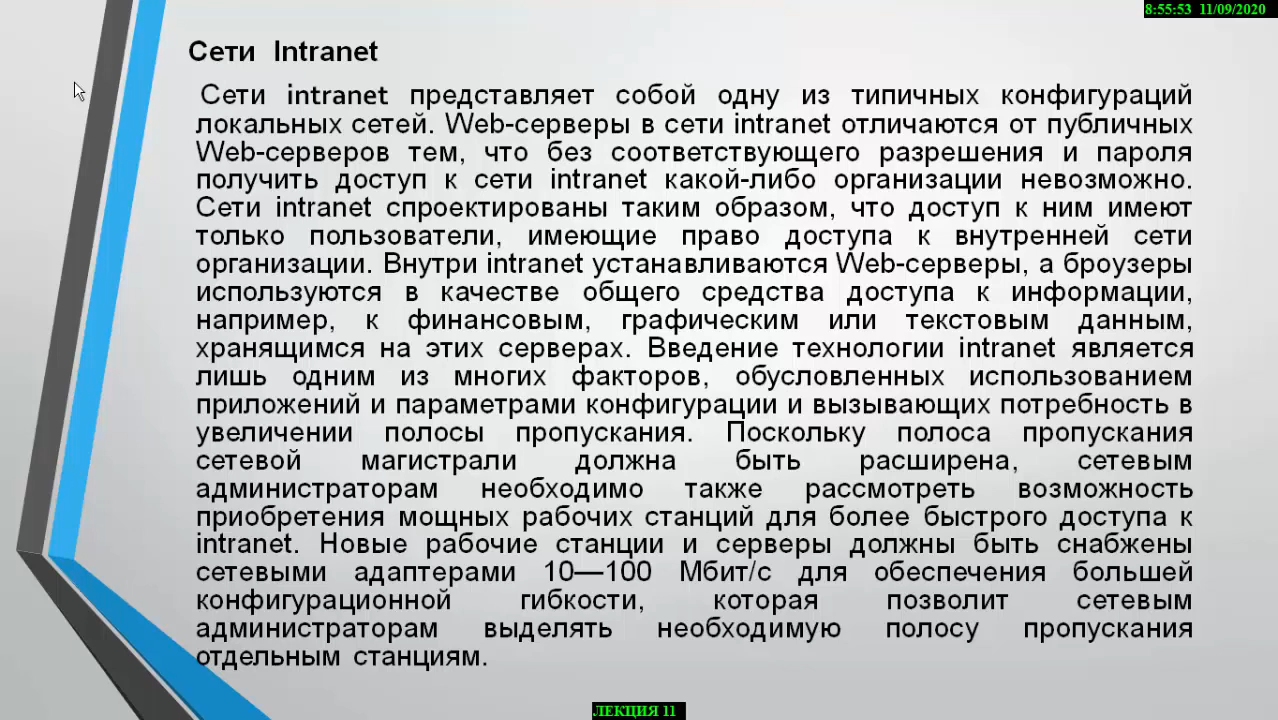 8:55:53 11/09/2020
Сети Intranet
Сети intranet представляет собой одну из типичных конфигураций
локальных сетей. Web-серверы в сети intranet отличаются от публичных
Web-серверов тем, что без соответствующего разрешения и пароля
получить доступ к сети intranet какой-либо организации невозможно.
Сети intranet спроектированы таким образом, что доступ к ним имеют
только пользователи, имеющие право доступа к внутренней сети
организации. Внутри intranet устанавливаются Web-серверы, а броузеры
используются в качестве общего средства доступа к информации,
например, к финансовым, графическим или текстовым данным,
хранящимся на этих серверах. Введение технологии intranet является
лишь одним из многих факторов, обусловленных использованием
приложений и параметрами конфигурации и вызывающих потребность в
увеличении полосы пропускания. Поскольку полоса пропускания
сетевой магистрали должна быть расширена, сетевым
администраторам необходимо также рассмотреть возможность
приобретения мощных рабочих станций для более быстрого доступа к
intranet. Новые рабочие станции и серверы должны быть снабжены
сетевыми адаптерами 10—100 Мбит/с для обеспечения большей
конфигурационной гибкости, которая позволит сетевым
администраторам выделять необходимую полосу пропускания
отдельным станциям.
ЛЕКЦИЯ 11